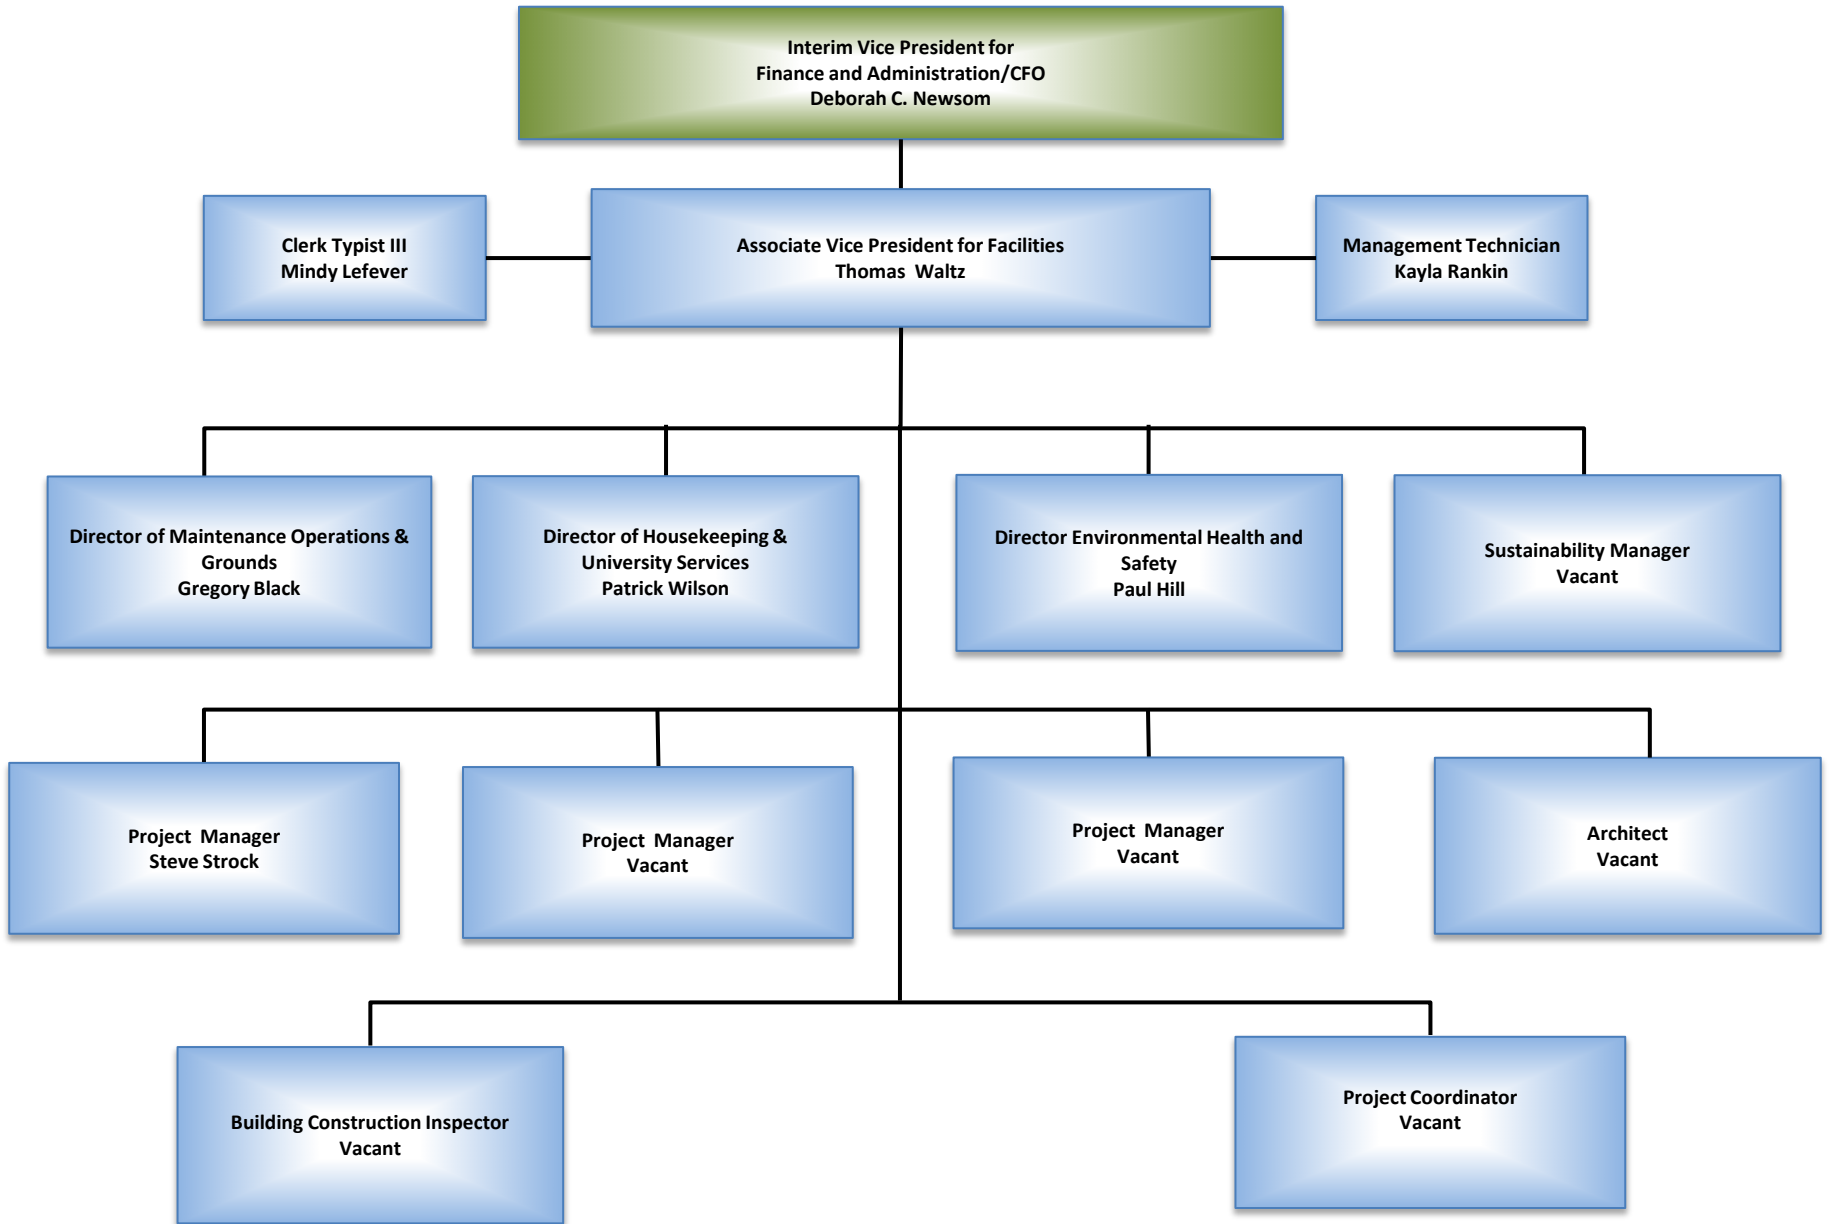 Interim Vice President for
Finance and Administration/CFO
Deborah C. Newsom
Clerk Typist III
Mindy Lefever
Associate Vice President for Facilities
Thomas Waltz
Management Technician
Kayla Rankin
Director of Maintenance Operations &
Grounds
Gregory Black
Director of Housekeeping &
University Services
Patrick Wilson
Director Environmental Health and
Safety
Paul Hill
Sustainability Manager
Vacant
Project Manager
Steve Strock
Project Manager
Vacant
Project Manager
Vacant
Architect
Vacant
Building Construction Inspector
Vacant
Project Coordinator
Vacant